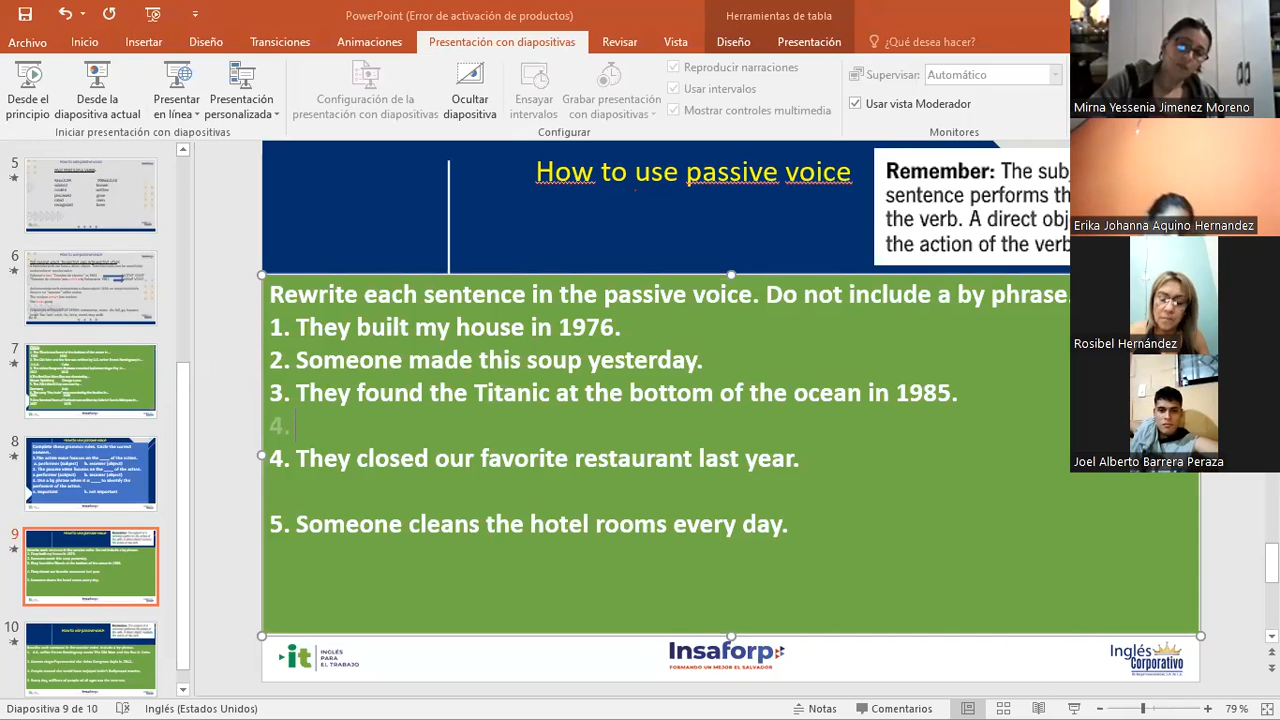 PowerPoint (Error de activación de productos)
Herramientas de tabla
Archivo Inicio Insertar Diseño Transiciones Animaciones Presentación con diapositivas Revisar Vista Diseño Presentación ¿Qué desea hacer?
Desde el principio
Desde la diapositiva actual
Presentar en línea
Presentación personalizada
Configuración de la presentación con diapositivas
Ocultar diapositiva
Ensayar intervalos
Grabar presentación con diapositivas
Reproducir narraciones
Usar intervalos
Mostrar controles multimedia
Supervisar: Automático
Usar vista Moderador
Iniciar presentación con diapositivas
Configurar
Monitores
Mirna Yessenia Jimenez Moreno
Erika Johanna Aquino Hernández
Rosibel Hernández
Joel Alberto Barrera Peraza
5
6
7
8
9
10
How to use passive voice
Remember: The sub
sentence performs th
the verb. A direct obj
the action of the verb
Rewrite each sentence in the passive voice. Do not include a by phrase.
1. They built my house in 1976.
2. Someone made this soup yesterday.
3. They found the Titanic at the bottom of the ocean in
4.
4. They closed our favorite restaurant last
5. Someone cleans the hotel rooms everyday.
it INGLÉS PARA EL TRABAJO
Insaforp
FORMANDO UN MEJOR EL SALVADOR
Inglés Corporativo
Diapositiva 9 de 10 Inglés (Estados Unidos) Notas Comentarios 79 %